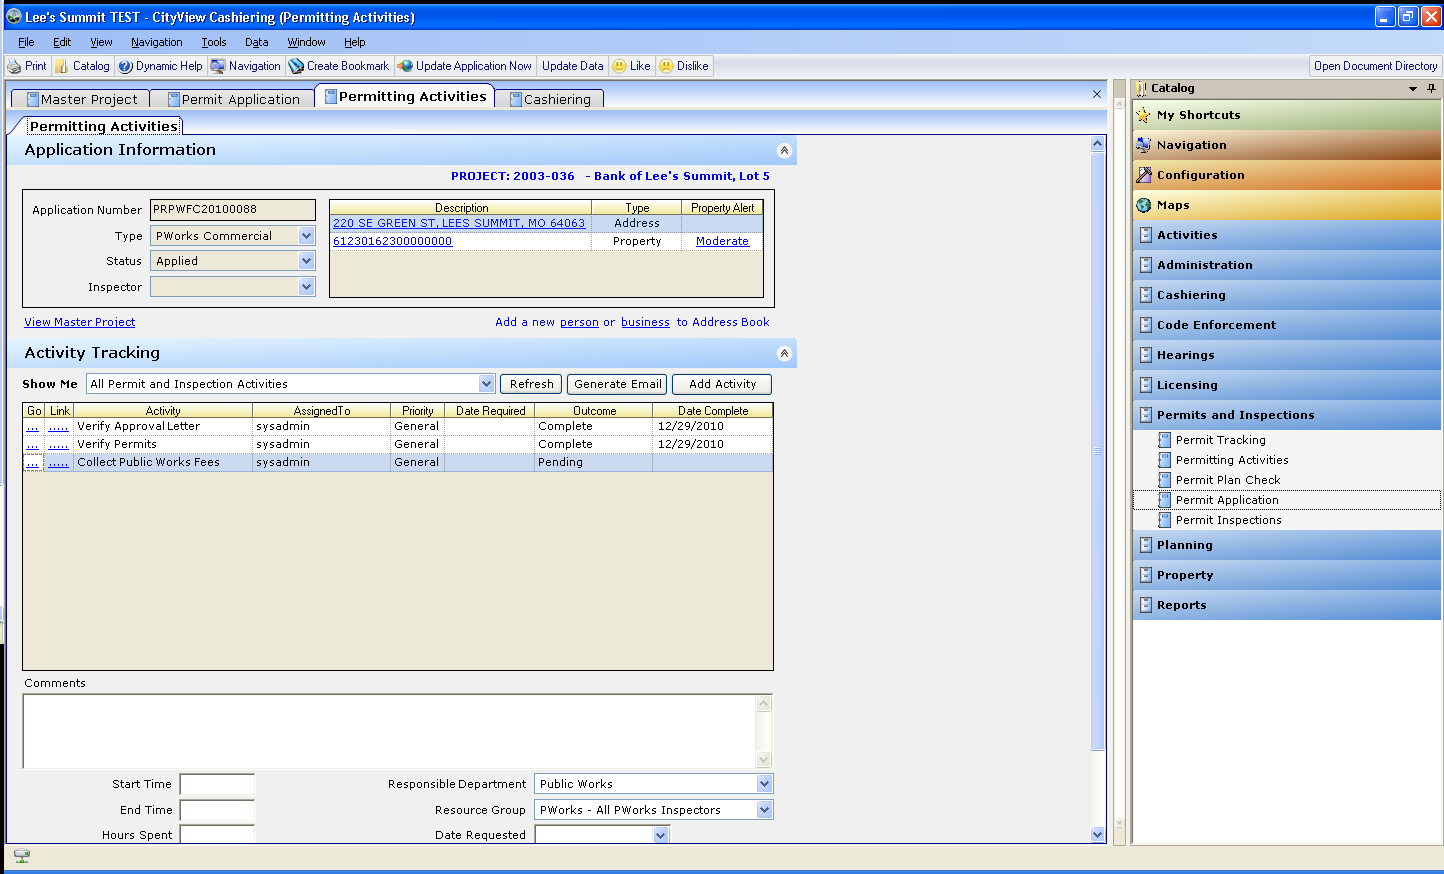 Lee's Summit TEST - CityView Cashiering (Permitting Activities)
File Edit View Navigation Tools Data Window Help
Print Catalog Dynamic Help Navigation Create Bookmark Update Application Now Update Data Like Dislike Open Document Directory
Master Project Permit Application Permitting Activities Cashiering
Permitting Activities
Application Information
PROJECT: 2003-036 - Bank of Lee's Summit, Lot 5
Application Number PRPWFC20100088
Type PWorks Commercial
Status Applied
Inspector
Description Type Property Alert
220 SE GREEN ST, LEES SUMMIT, MO 64063 Address
61230162300000000 Property Moderate
View Master Project Add a new person or business to Address Book
Activity Tracking
Show Me All Permit and Inspection Activities Refresh Generate Email Add Activity
Go Link Activity AssignedTo Priority Date Required Outcome Date Complete
... ..... Verify Approval Letter sysadmin General Complete 12/29/2010
... ..... Verify Permits sysadmin General Complete 12/29/2010
... ..... Collect Public Works Fees sysadmin General Pending
Comments
Start Time Responsible Department Public Works
End Time Resource Group PWorks - All PWorks Inspectors
Hours Spent Date Requested
Catalog
My Shortcuts
Navigation
Configuration
Maps
Activities
Administration
Cashiering
Code Enforcement
Hearings
Licensing
Permits and Inspections
Permit Tracking
Permitting Activities
Permit Plan Check
Permit Application
Permit Inspections
Planning
Property
Reports